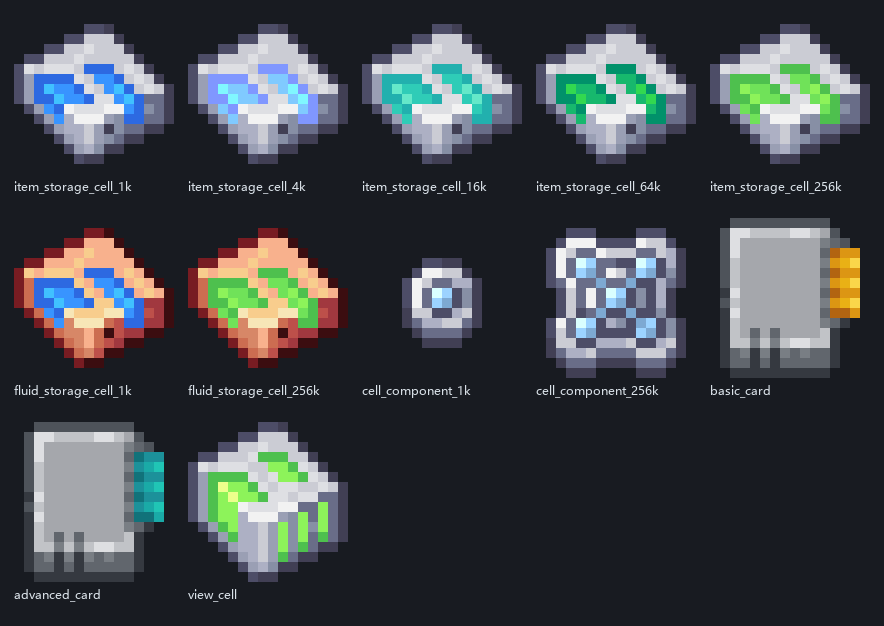 item_storage_cell_1k
item_storage_cell_4k
item_storage_cell_16k
item_storage_cell_64k
item_storage_cell_256k
fluid_storage_cell_1k
fluid_storage_cell_256k
cell_component_1k
cell_component_256k
basic_card
advanced_card
view_cell